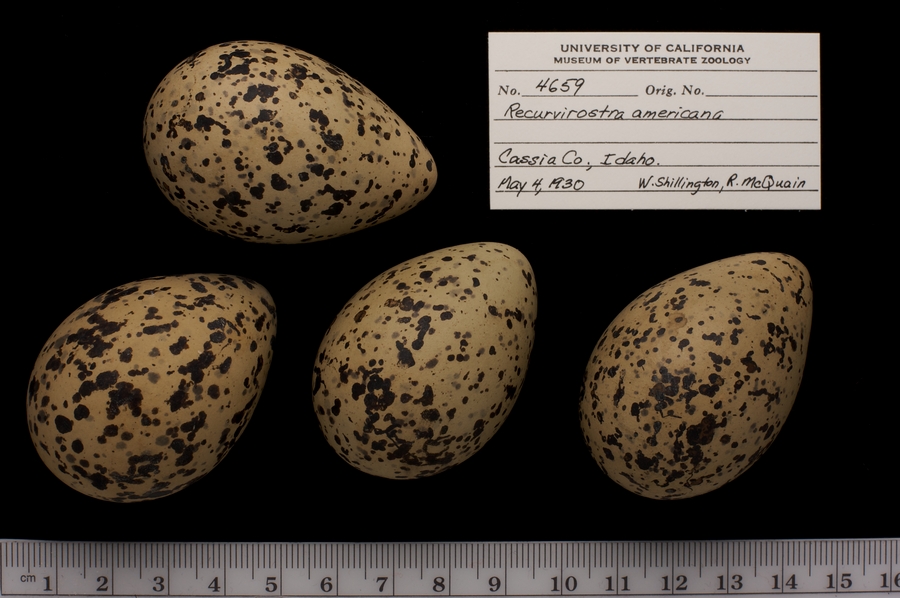 UNIVERSITY OF CALIFORNIA
MUSEUM OF VERTEBRATE ZOOLOGY
No. 4659 Orig. No.
Recurvirostra americana
Cassia Co., Idaho.
May 4, 1930 W. Shillington, R. McQuain
cm 1 2 3 4 5 6 7 8 9 10 11 12 13 14 15 16